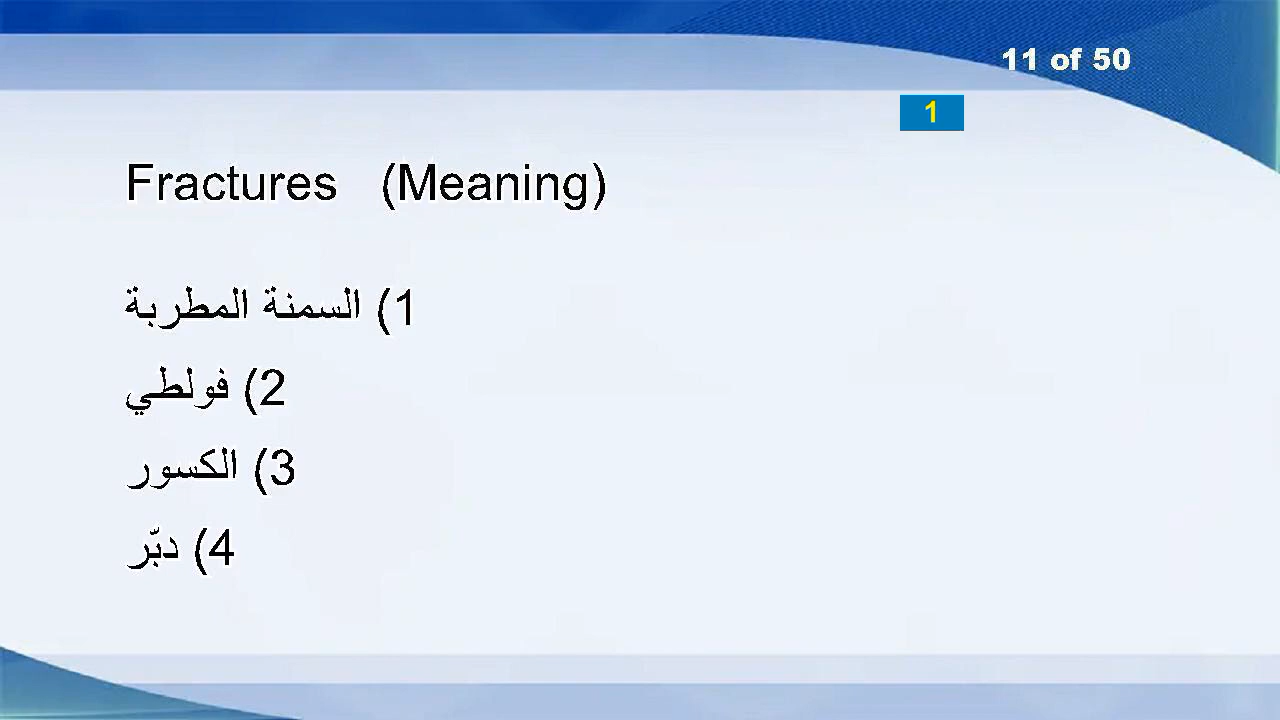 11 of 50
1
Fractures (Meaning)
1) السمنة المطربة
2) فولطي
3) الكسور
4) دبّر